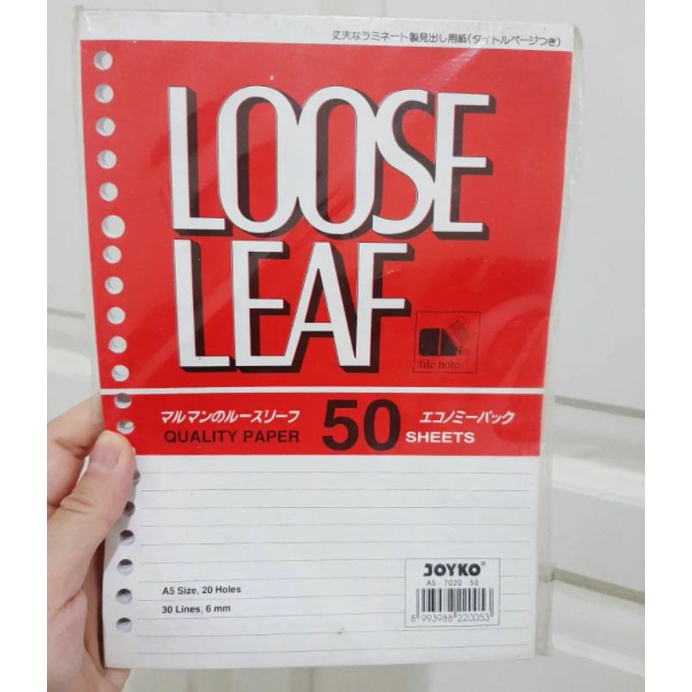 丈夫なラミネート製見出し用紙(タイトルページつき)
LOOSE
LEAF
file note
マルマンのルースリーフ
QUALITY PAPER
50
SHEETS
エコノミーパック
A5 Size, 20 Holes
30 Lines, 6 mm
JOYKO
A5 - 7020 - 50
8 993988 220053